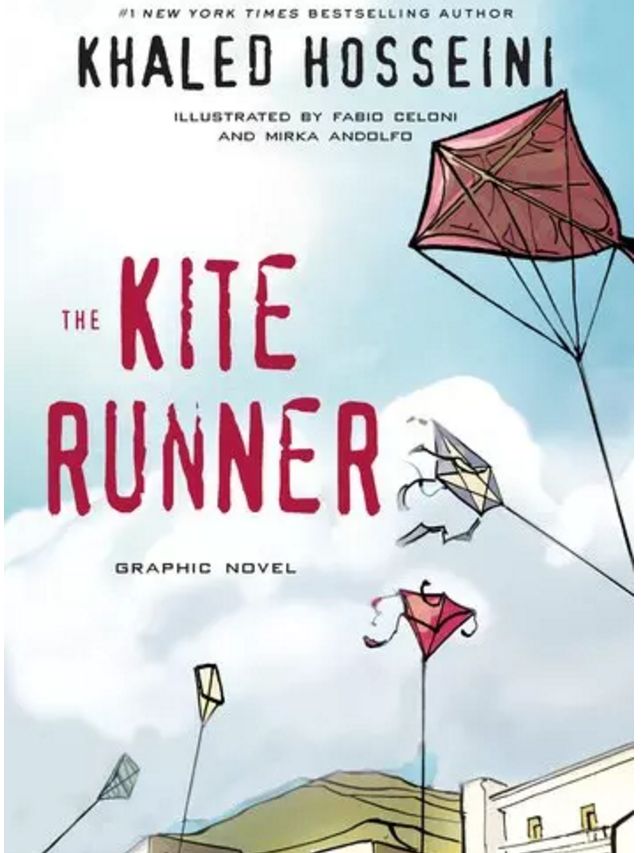 #1 NEW YORK TIMES BESTSELLING AUTHOR
KHALED HOSSEINI
ILLUSTRATED BY FABIO CELONI
AND MIRKA ANDOLFO
THE KITE
RUNNER
GRAPHIC NOVEL